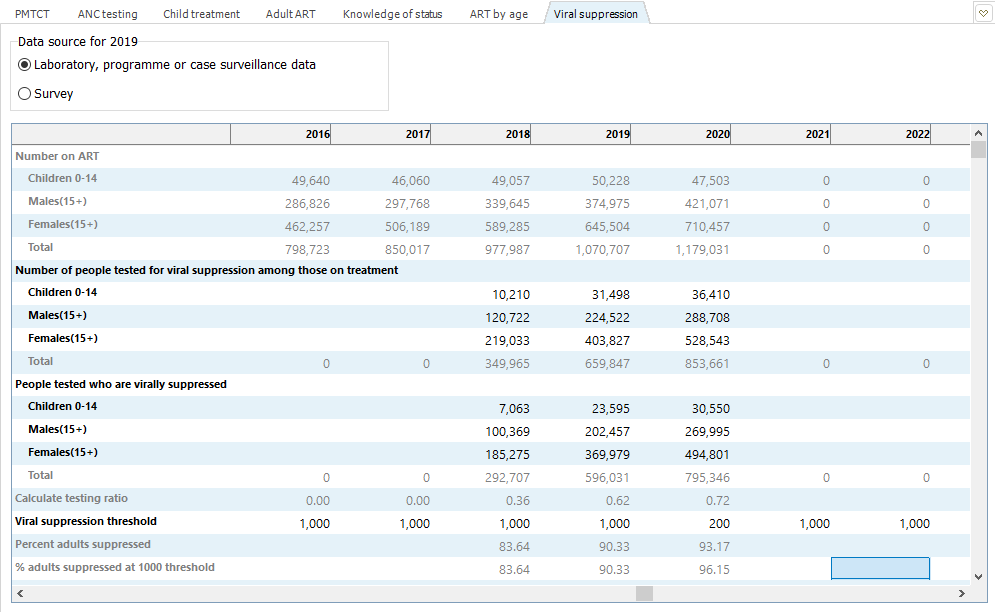 PMTCT ANC testing Child treatment Adult ART Knowledge of status ART by age Viral suppression
Data source for 2019
Laboratory, programme or case surveillance data
Survey
2016 2017 2018 2019 2020 2021 2022
Number on ART
Children 0-14 49,640 46,060 49,057 50,228 47,503 0 0
Males(15+) 286,826 297,768 339,645 374,975 421,071 0 0
Females(15+) 462,257 506,189 589,285 645,504 710,457 0 0
Total 798,723 850,017 977,987 1,070,707 1,179,031 0 0
Number of people tested for viral suppression among those on treatment
Children 0-14 10,210 31,498 36,410
Males(15+) 120,722 224,522 288,708
Females(15+) 219,033 403,827 528,543
Total 0 0 349,965 659,847 853,661 0 0
People tested who are virally suppressed
Children 0-14 7,063 23,595 30,550
Males(15+) 100,369 202,457 269,995
Females(15+) 185,275 369,979 494,801
Total 0 0 292,707 596,031 795,346 0 0
Calculate testing ratio 0.00 0.00 0.36 0.62 0.72
Viral suppression threshold 1,000 1,000 1,000 1,000 200 1,000 1,000
Percent adults suppressed 83.64 90.33 93.17
% adults suppressed at 1000 threshold 83.64 90.33 96.15